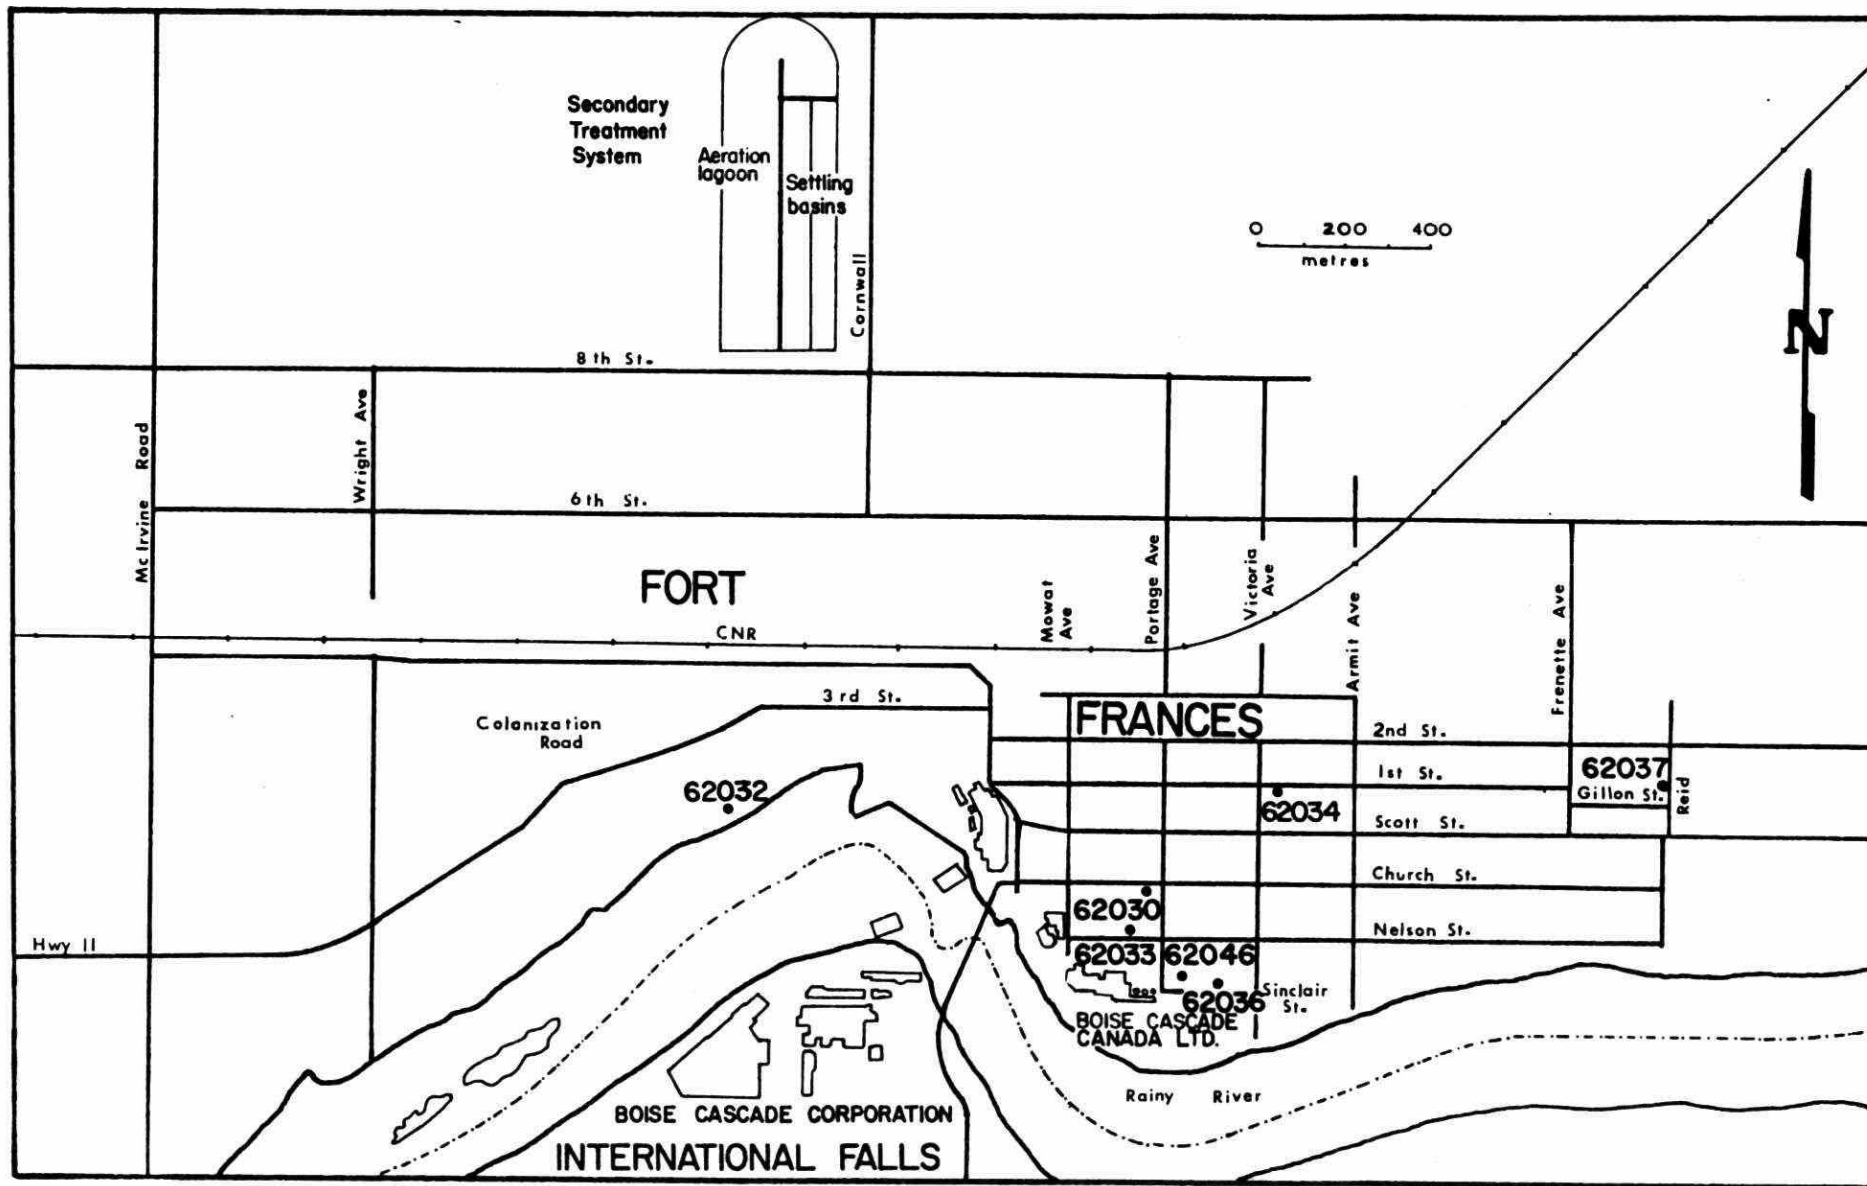 Secondary
Treatment
System
Aeration
lagoon
Settling
basins
Cornwall
0 200 400
metres
N
8th St.
Wright Ave
Mc Irvine Road
6th St.
FORT
CNR
Mowat
Ave
Portage Ave
Victoria
Ave
Armit Ave
Frenette Ave
3rd St.
Colanization
Road
FRANCES
2nd St.
1st St.
62037
Gillon St.
Reid
62032
62034
Scott St.
Church St.
62030
Nelson St.
Hwy 11
62033 62046
62036
Sinclair
St.
BOISE CASCADE
CANADA LTD.
Rainy River
BOISE CASCADE CORPORATION
INTERNATIONAL FALLS